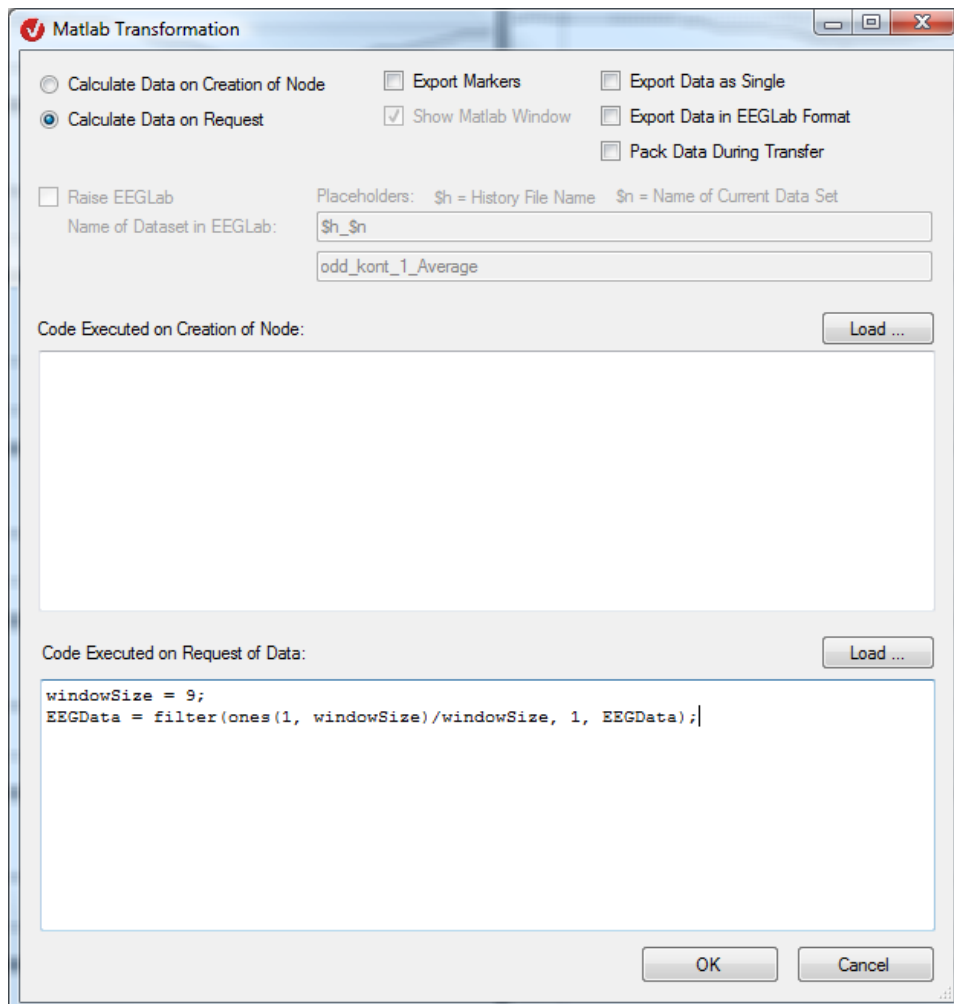 Matlab Transformation
Calculate Data on Creation of Node
Export Markers
Export Data as Single
Calculate Data on Request
Show Matlab Window
Export Data in EEGLab Format
Pack Data During Transfer
Raise EEGLab
Placeholders: $h = History File Name $n = Name of Current Data Set
Name of Dataset in EEGLab:
$h_$n
odd_kont_1_Average
Code Executed on Creation of Node:
Load ...
Code Executed on Request of Data:
Load ...
windowSize = 9;
EEGData = filter(ones(1, windowSize)/windowSize, 1, EEGData);
OK
Cancel